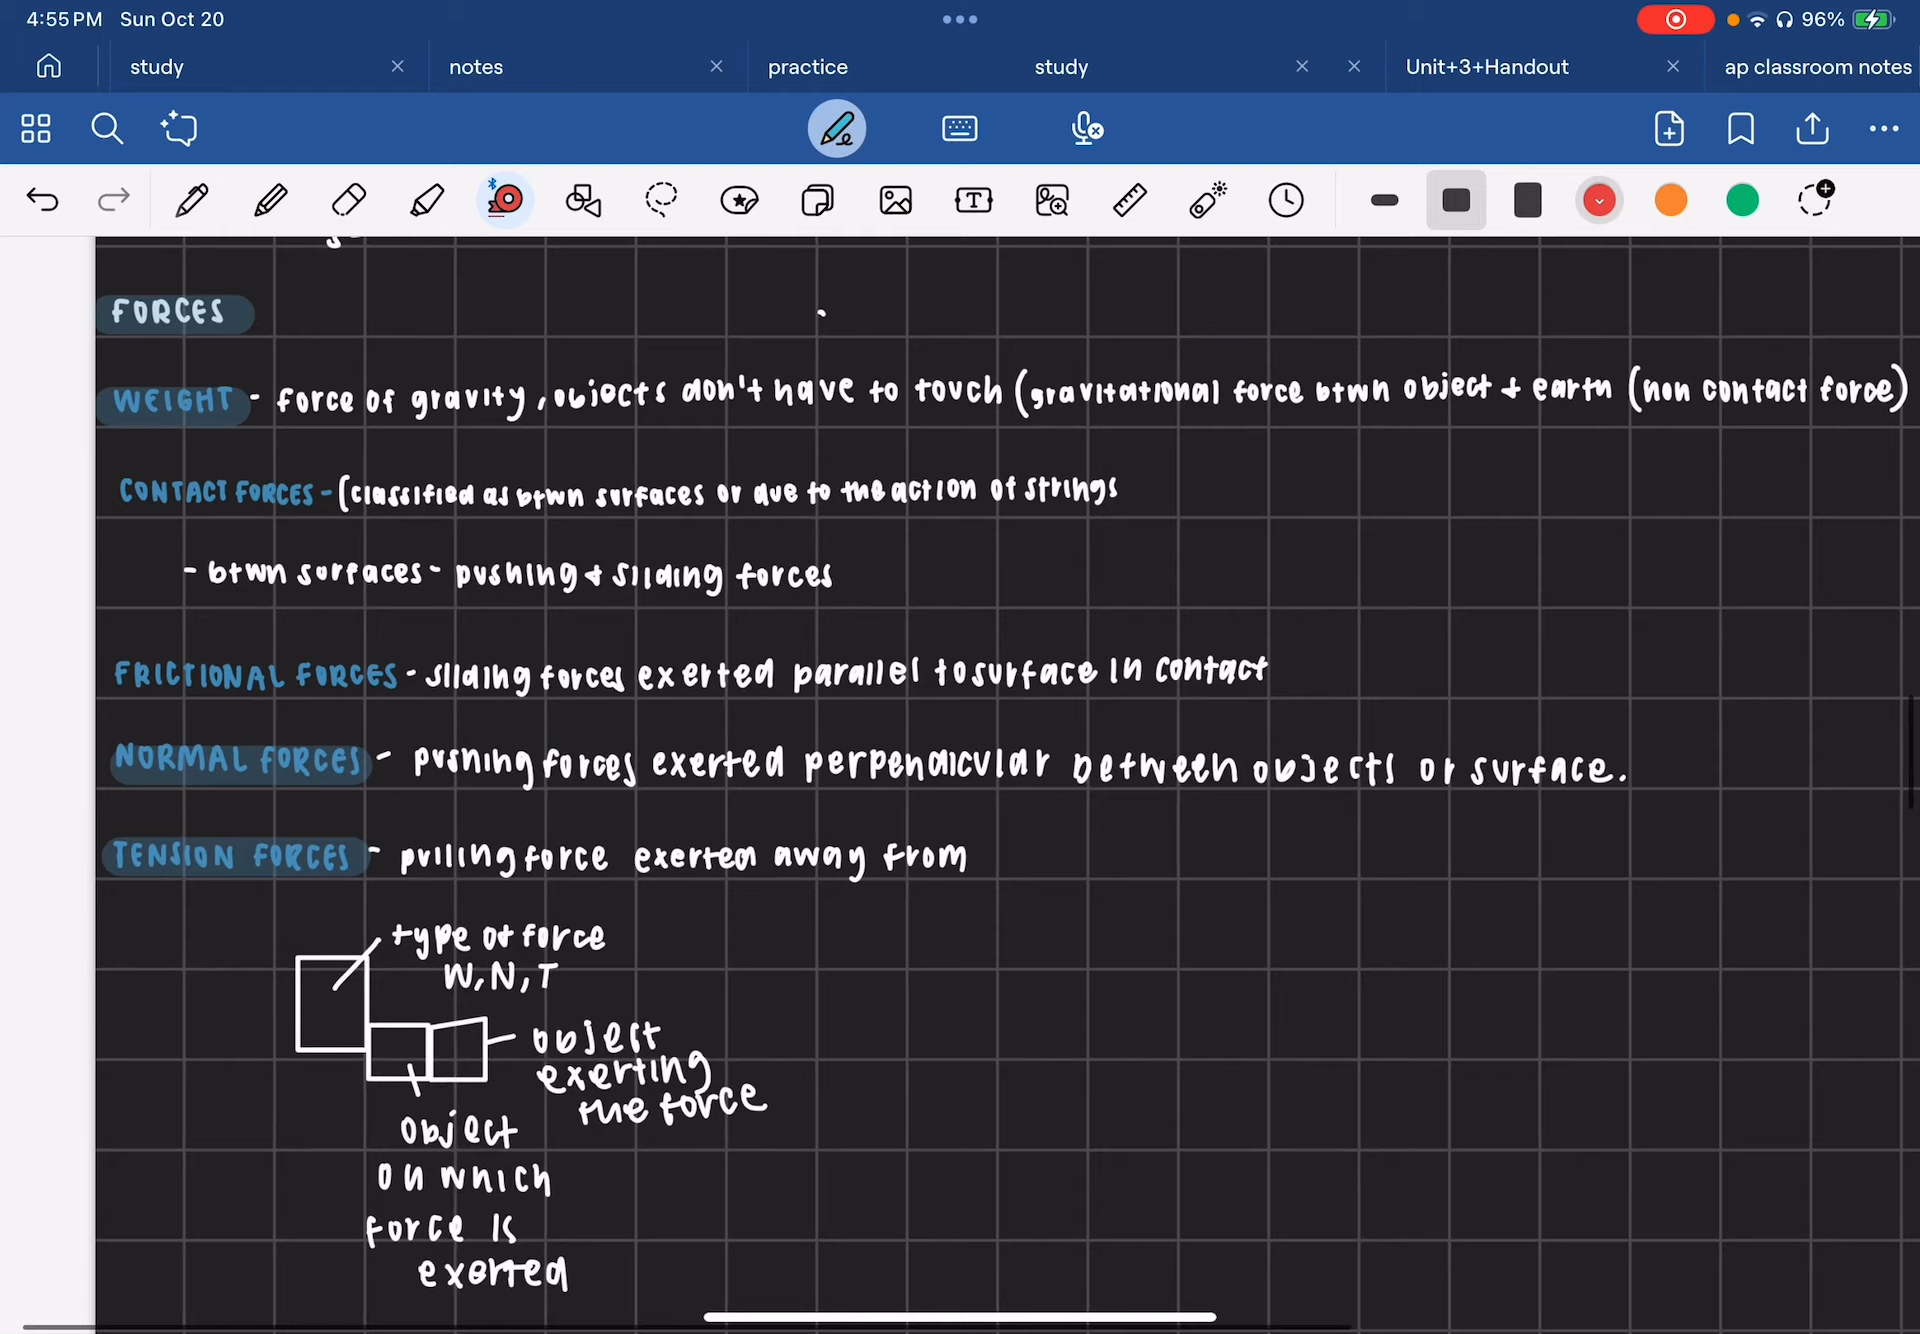 4:55 PM Sun Oct 20
96%
study
notes
practice
study
Unit+3+Handout
ap classroom notes
FORCES
WEIGHT - force of gravity, objects don't have to touch (gravitational force btwn object + earth (non contact force)
CONTACT FORCES - (classified as btwn surfaces or due to the action of strings
- btwn surfaces - pushing + sliding forces
FRICTIONAL FORCES - sliding forces exerted parallel to surface in contact
NORMAL FORCES - pushing forces exerted perpendicular between objects or surface.
TENSION FORCES - pulling force exerted away from
type of force
W, N, T
object
exerting
the force
object
on which
force is
exerted